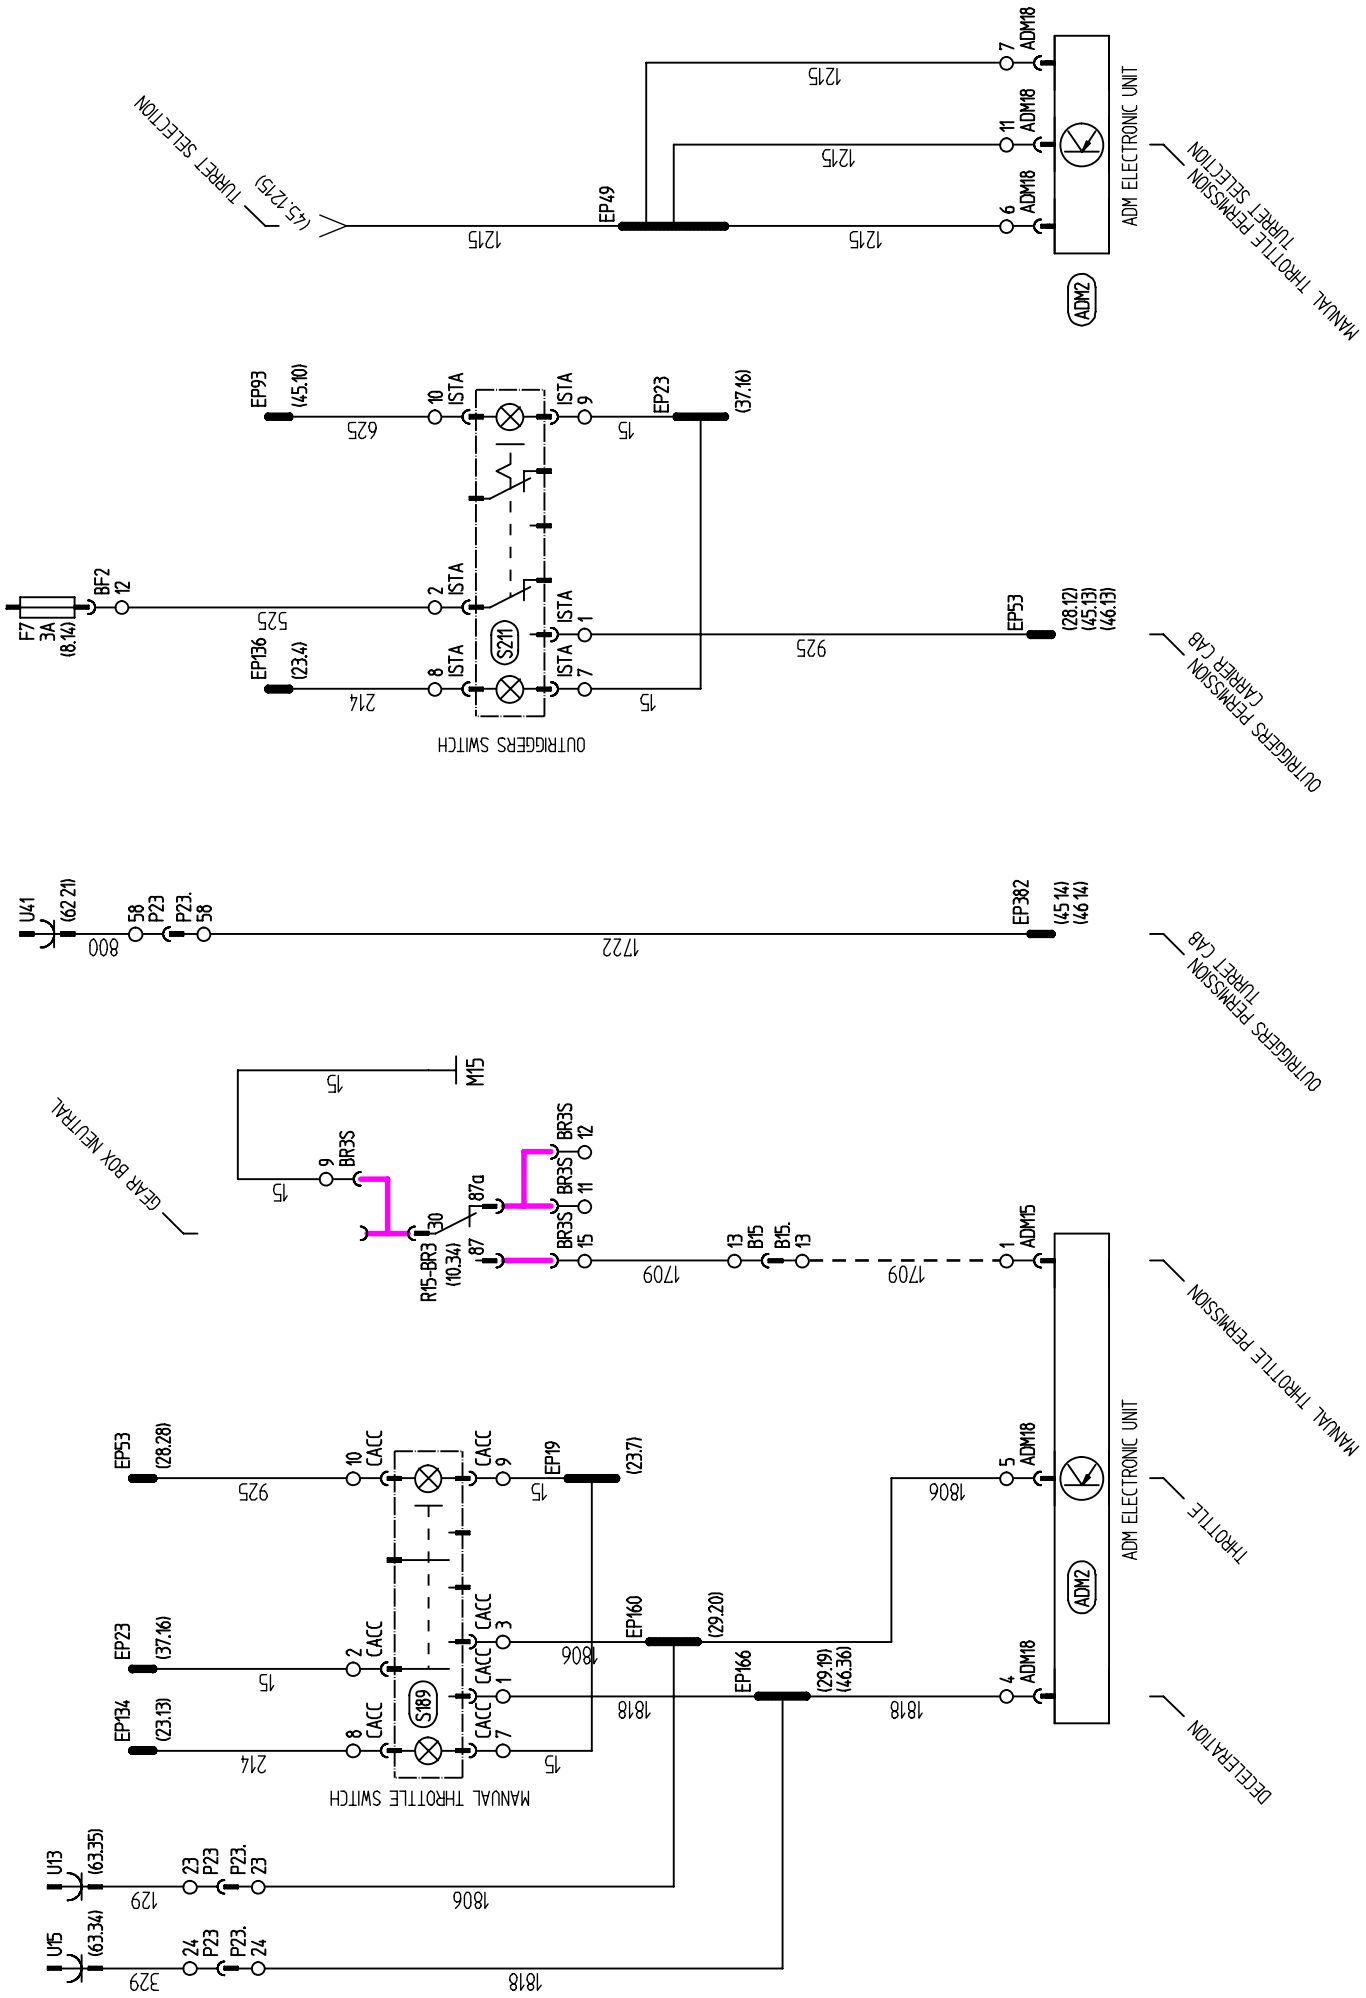 U15
(63.34)
329
24
P23
P23.
24
1818
U13
(63.35)
129
23
P23
P23.
23
1806
MANUAL THROTTLE SWITCH
EP134
(23.13)
214
8
CACC
S189
CACC
7
15
EP23
(37.16)
15
2
CACC
CACC
1
1818
CACC
3
1806
EP53
(28.28)
925
10
CACC
CACC
9
15
EP19
(23.7)
EP160
(29.20)
EP166
(29.19)
(46.36)
1818
4
ADM18
1806
5
ADM18
ADM2
ADM ELECTRONIC UNIT
DECELERATION
THROTTLE
MANUAL THROTTLE PERMISSION
GEAR BOX NEUTRAL
15
9
BR3S
15
M15
R15-BR3
(10.34)
30
87
87a
BR3S
15
BR3S
11
BR3S
12
1709
13
B15
B15.
13
1709
1
ADM15
U41
(62 21)
800
58
P23
P23.
58
1722
EP382
(45 14)
(46 14)
OUTRIGGERS PERMISSION
TURRET CAB
OUTRIGGERS SWITCH
F7
3A
(8.14)
BF2
12
525
2
ISTA
EP136
(23.4)
214
8
ISTA
S211
ISTA
7
15
ISTA
1
925
EP93
(45.10)
625
10
ISTA
ISTA
9
15
EP23
(37.16)
EP53
(28.12)
(45.13)
(46.13)
OUTRIGGERS PERMISSION
CARRIER CAB
TURRET SELECTION
(45.1215)
1215
EP49
1215
6
ADM18
1215
11
ADM18
1215
7
ADM18
ADM2
ADM ELECTRONIC UNIT
MANUAL THROTTLE PERMISSION
TURRET SELECTION